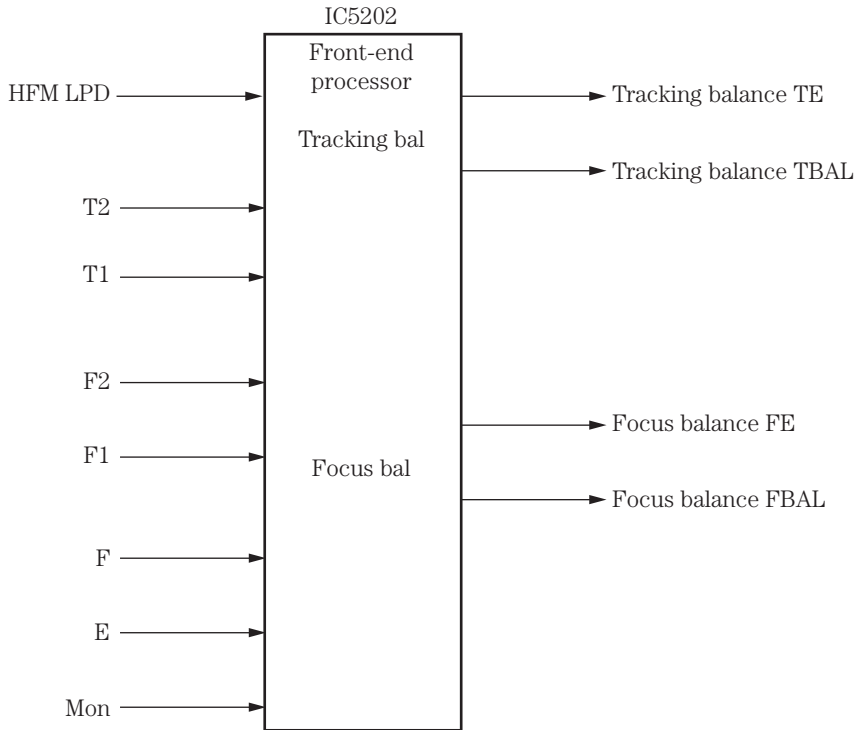 IC5202
Front-end
processor
HFM LPD
Tracking balance TE
Tracking bal
Tracking balance TBAL
T2
T1
F2
Focus balance FE
F1
Focus bal
Focus balance FBAL
F
E
Mon